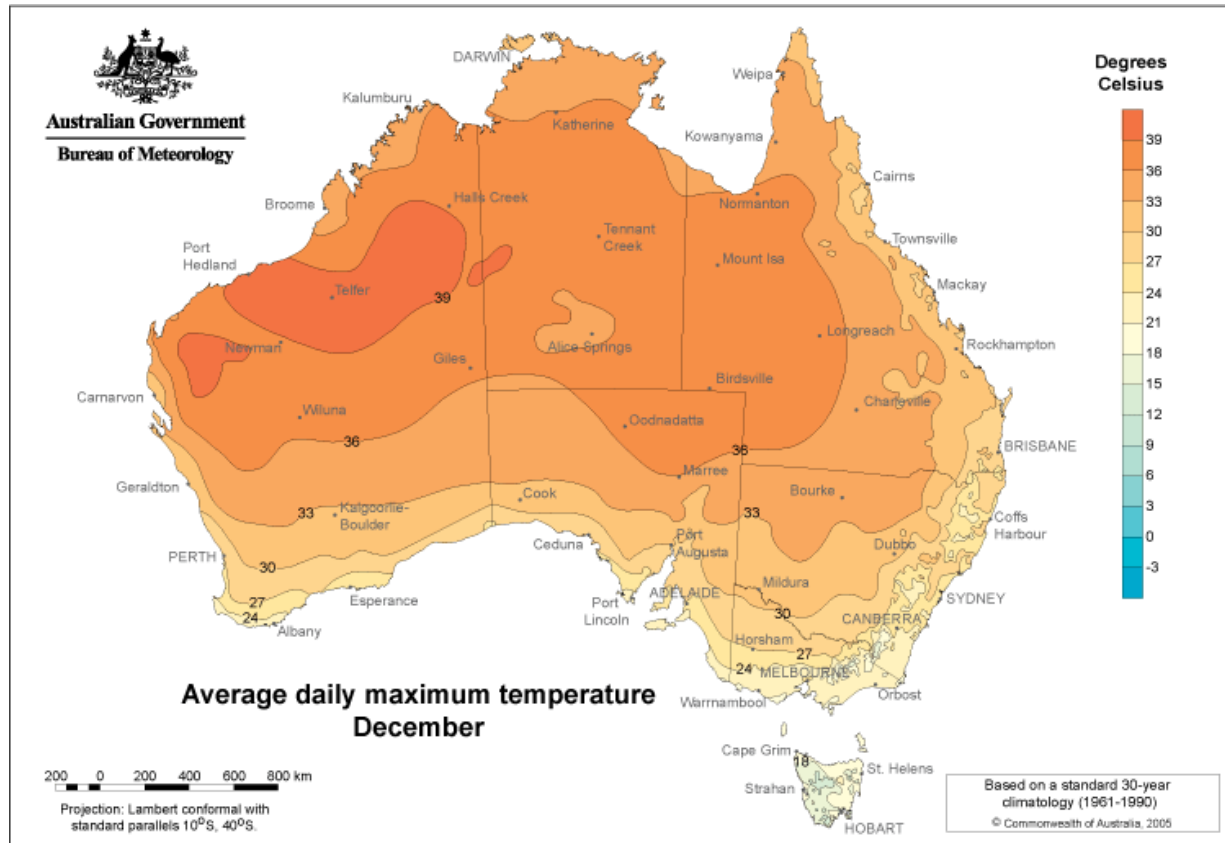 Australian Government
Bureau of Meteorology
DARWIN
Weipa
Kalumburu
Katherine
Kowanyama
Cairns
Broome
Halls Creek
Normanton
Port
Hedland
Tennant
Creek
Townsville
Mount Isa
Telfer
39
Mackay
Newman
Alice Springs
Longreach
Rockhampton
Giles
Birdsville
Carnarvon
Wiluna
Charleville
36
Oodnadatta
36
BRISBANE
Geraldton
Marree
33
Kalgoorlie-
Boulder
Cook
Bourke
33
Coffs
Harbour
PERTH
30
Ceduna
Port
Augusta
Dubbo
27
24
Albany
Esperance
Port
Lincoln
ADELAIDE
Mildura
30
SYDNEY
CANBERRA
Horsham
27
24
MELBOURNE
Warrnambool
Orbost
Cape Grim
18
St. Helens
Strahan
HOBART
Degrees
Celsius
39
36
33
30
27
24
21
18
15
12
9
6
3
0
-3
Average daily maximum temperature
December
200 0 200 400 600 800 km
Projection: Lambert conformal with
standard parallels 10°S, 40°S.
Based on a standard 30-year
climatology (1961-1990)
© Commonwealth of Australia, 2005